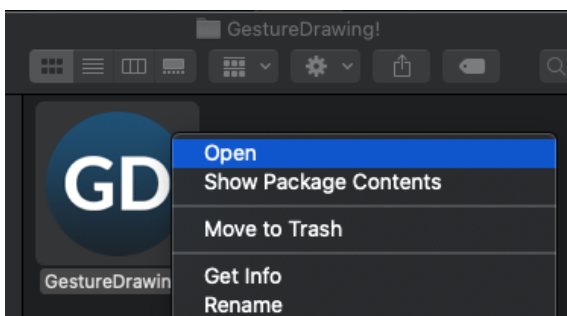 GestureDrawing!
GD
Open
Show Package Contents
Move to Trash
GestureDrawin
Get Info
Rename